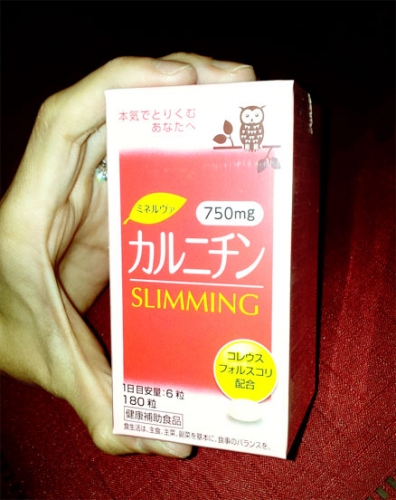 本気でとりくむ
あなたへ
ミネルヴァ
750mg
カルニチン
SLIMMING
コレウス
フォルスコリ
配合
1日目安量:6粒
180粒
健康補助食品
食生活は、主食、主菜、副菜を基本に、食事のバランスを。